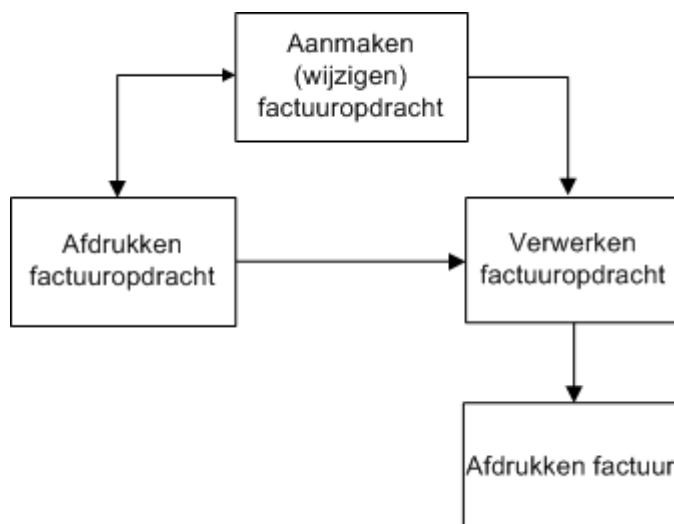 Aanmaken
(wijzigen)
factuuropdracht
Afdrukken
factuuropdracht
Verwerken
factuuropdracht
Afdrukken factuur